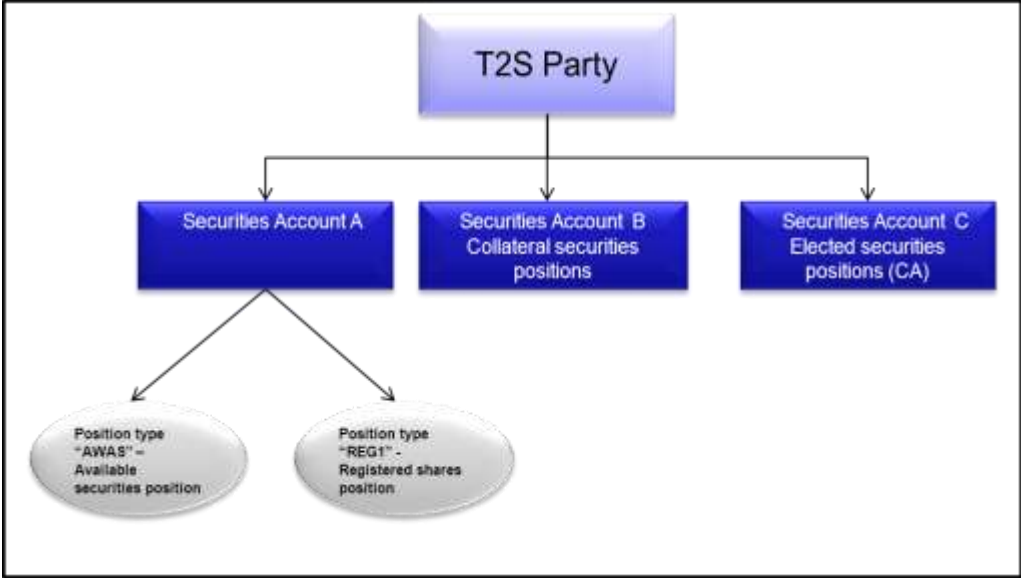 T2S Party
Securities Account A
Securities Account B
Collateral securities
positions
Securities Account C
Elected securities
positions (CA)
Position type
“AWAS” –
Available
securities position
Position type
“REG1” -
Registered shares
position